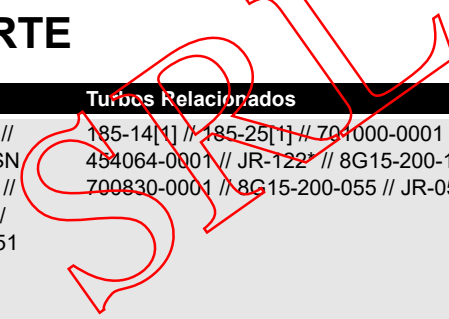 RTE
Turbos Relacionados
// 185-14[1] // 185-25[1] // 701000-0001
SN 454064-0001 // JR-122* // 8G15-200-1
// 700830-0001 // 8G15-200-055 // JR-05
/
51
SRL